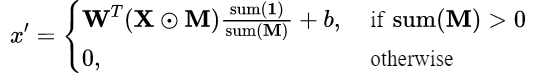 x′ = { W^T(X ⊙ M) sum(1)/sum(M) + b, if sum(M) > 0
0, otherwise